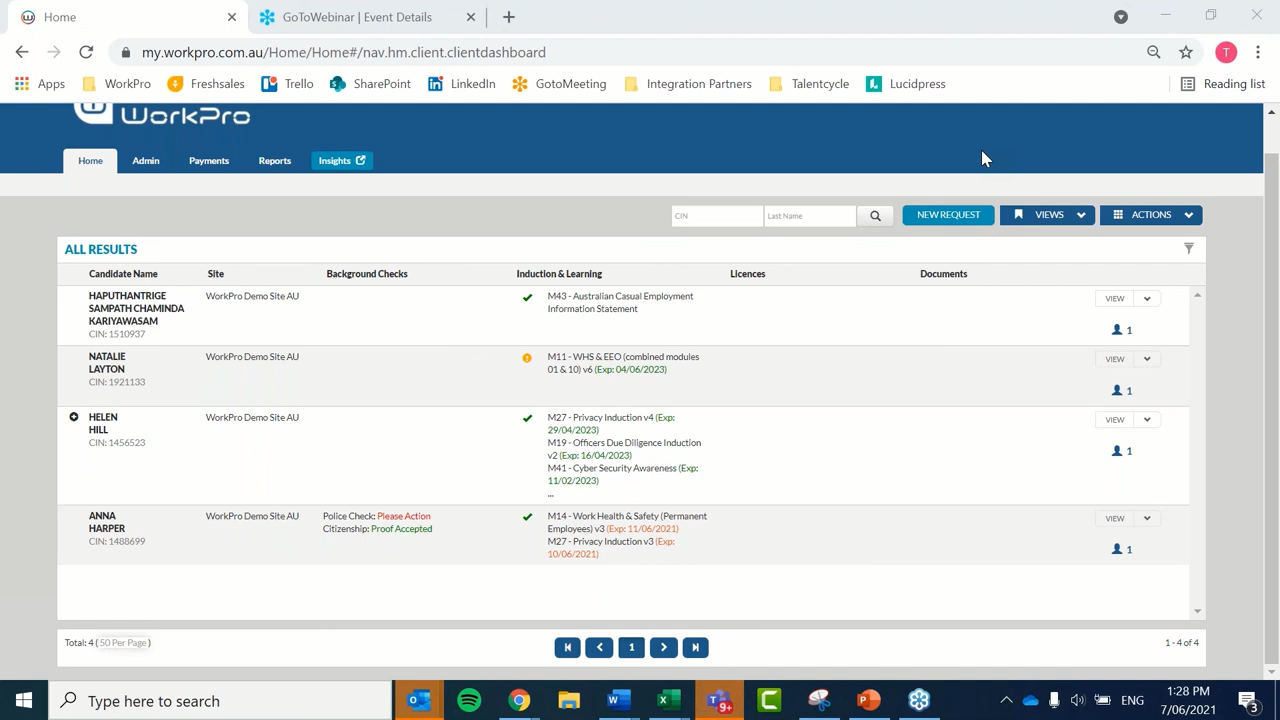 Home
GoToWebinar | Event Details
my.workpro.com.au/Home/Home#/nav.hm.client.clientdashboard
T
Apps
WorkPro
Freshsales
Trello
SharePoint
LinkedIn
GotoMeeting
Integration Partners
Talentcycle
Lucidpress
Reading list
WorkPro
Home
Admin
Payments
Reports
Insights
CIN
Last Name
NEW REQUEST
VIEWS
ACTIONS
ALL RESULTS
Candidate Name
Site
Background Checks
Induction & Learning
Licences
Documents
HAPUTHANTRIGE
SAMPATH CHAMINDA
KARIYAWASAM
CIN: 1510937
WorkPro Demo Site AU
M43 - Australian Casual Employment
Information Statement
VIEW
1
NATALIE
LAYTON
CIN: 1921133
WorkPro Demo Site AU
M11 - WHS & EEO (combined modules
01 & 10) v6 (Exp: 04/06/2023)
VIEW
1
HELEN
HILL
CIN: 1456523
WorkPro Demo Site AU
M27 - Privacy Induction v4 (Exp:
29/04/2023)
M19 - Officers Due Diligence Induction
v2 (Exp: 16/04/2023)
M41 - Cyber Security Awareness (Exp:
11/02/2023)
...
VIEW
1
ANNA
HARPER
CIN: 1488699
WorkPro Demo Site AU
Police Check: Please Action
Citizenship: Proof Accepted
M14 - Work Health & Safety (Permanent
Employees) v3 (Exp: 11/06/2021)
M27 - Privacy Induction v3 (Exp:
10/06/2021)
VIEW
1
Total: 4 ( 50 Per Page )
1
1 - 4 of 4
Type here to search
9+
ENG
1:28 PM
7/06/2021
3